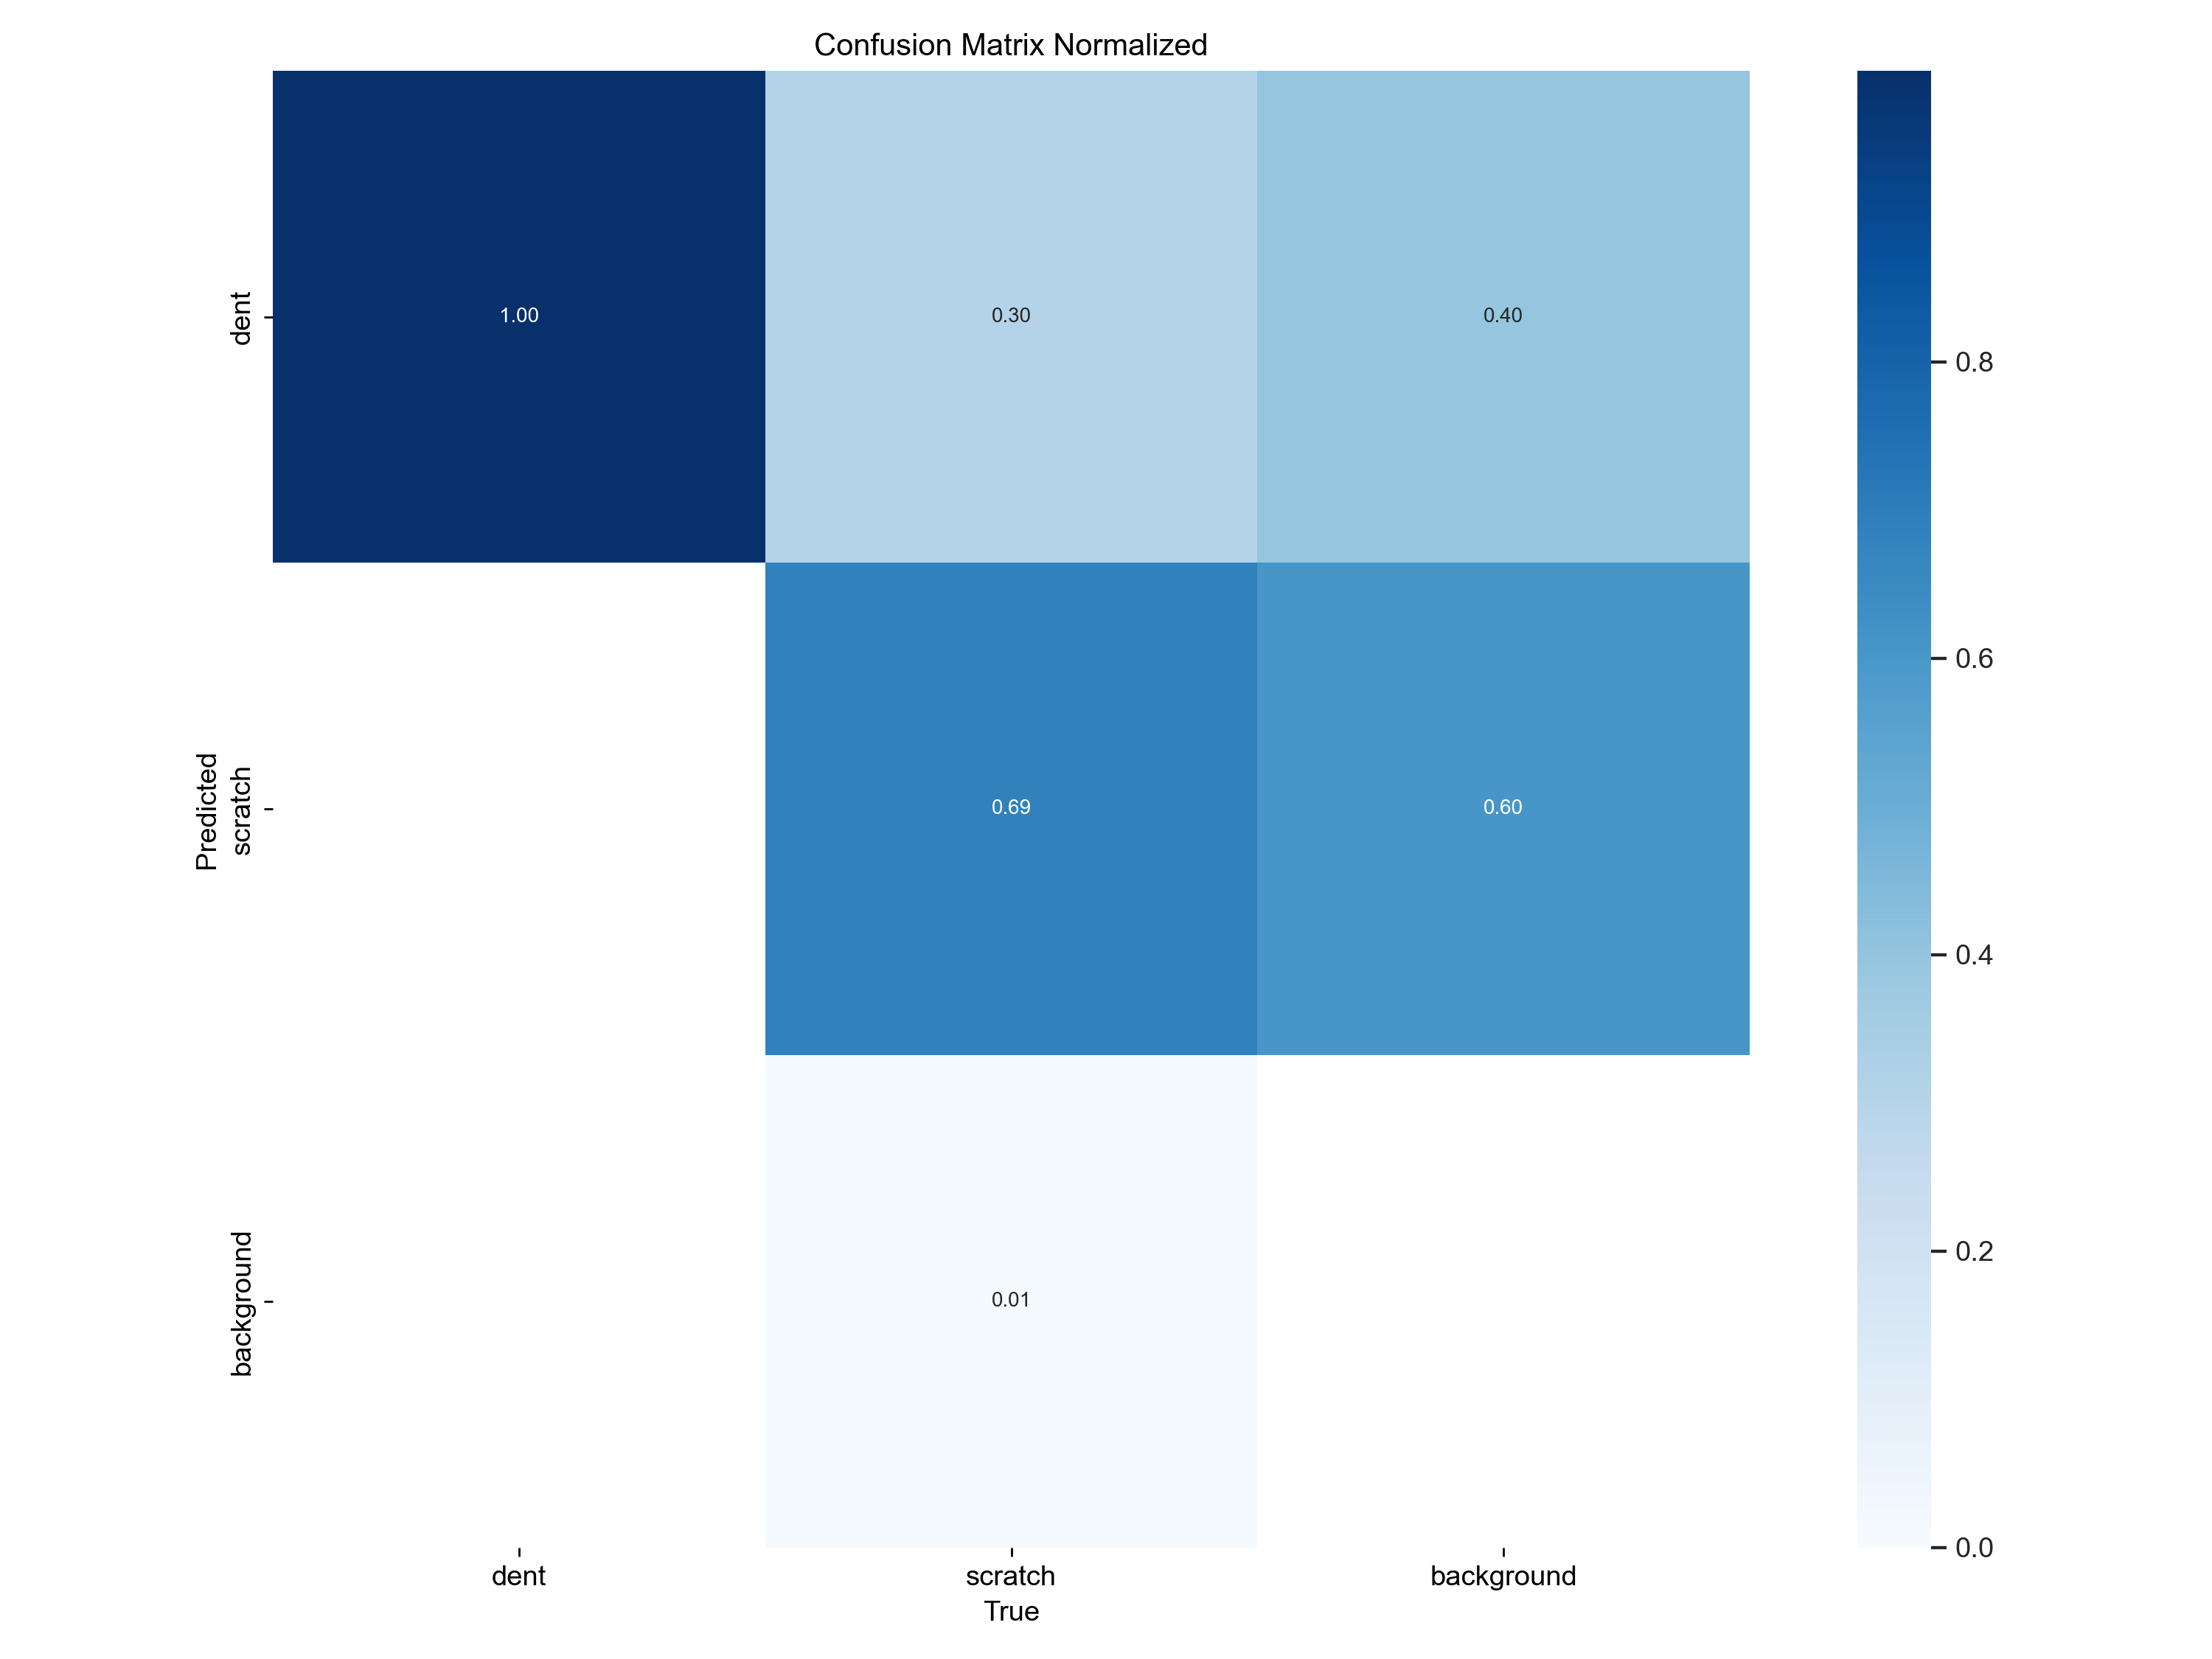 Confusion Matrix Normalized
dent
1.00
0.30
0.40
0.8
0.6
Predicted
scratch
0.69
0.60
0.4
0.2
background
0.01
0.0
dent
scratch
background
True